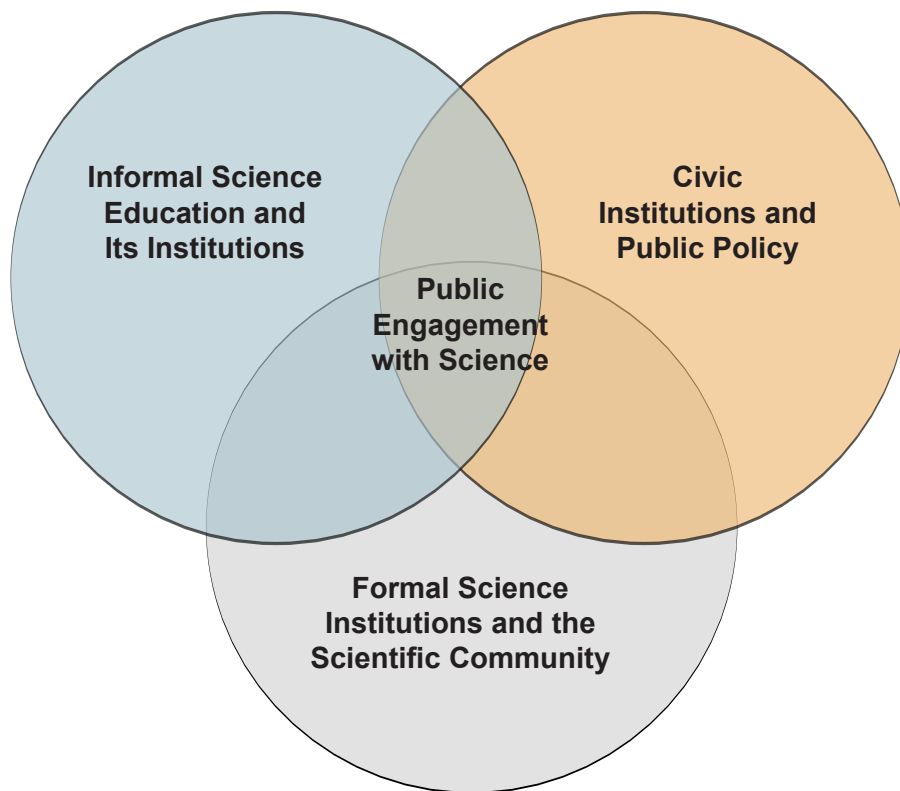 Informal Science
Education and
Its Institutions
Civic
Institutions and
Public Policy
Public
Engagement
with Science
Formal Science
Institutions and the
Scientific Community